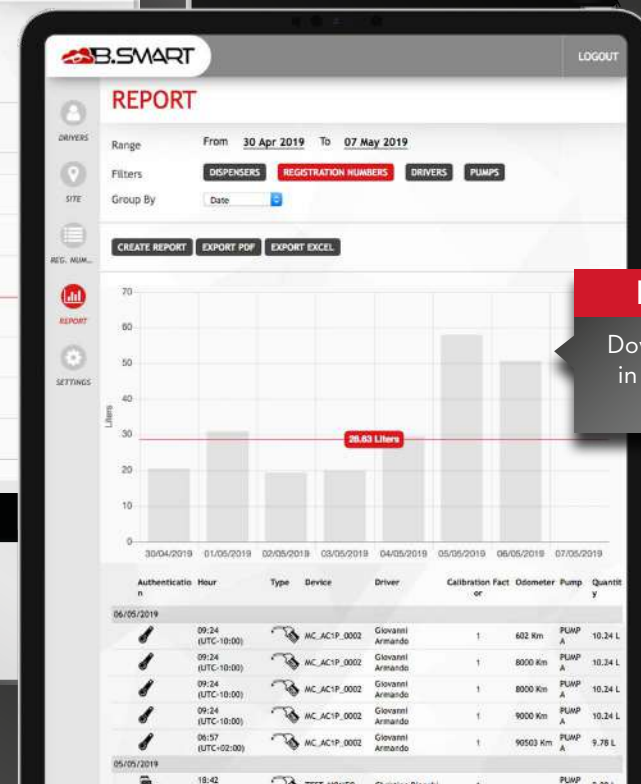 B.SMART
LOGOUT
REPORT
DRIVERS
SITE
REG. NUM...
REPORT
SETTINGS
Range From 30 Apr 2019 To 07 May 2019
Filters DISPENSERS REGISTRATION NUMBERS DRIVERS PUMPS
Group By Date
CREATE REPORT EXPORT PDF EXPORT EXCEL
Liters
70
60
50
40
30
20
10
0
28.63 Liters
30/04/2019 01/05/2019 02/05/2019 03/05/2019 04/05/2019 05/05/2019 06/05/2019 07/05/2019
in
Authenticatio Hour Type Device Driver Calibration Fact Odometer Pump Quantit
n or y
06/05/2019
09:24 MC_AC1P_0002 Giovanni 1 602 Km PUMP 10.24 L
(UTC-10:00) Armando A
09:24 MC_AC1P_0002 Giovanni 1 8000 Km PUMP 10.24 L
(UTC-10:00) Armando A
09:24 MC_AC1P_0002 Giovanni 1 8000 Km PUMP 10.24 L
(UTC-10:00) Armando A
09:24 MC_AC1P_0002 Giovanni 1 9000 Km PUMP 10.24 L
(UTC-10:00) Armando A
06:57 MC_AC1P_0002 Giovanni 1 90503 Km PUMP 9.78 L
(UTC+02:00) Armando A
05/05/2019
18:42 PUMP